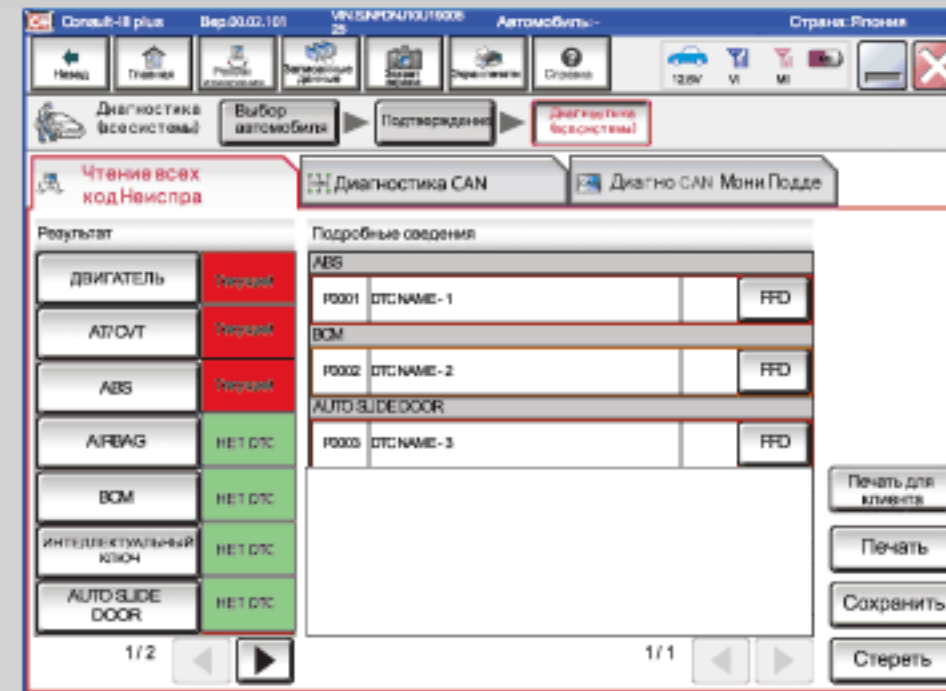 Consult-III plus
Вер.00.02.101
Автомобиль:-
Страна: Япония
Назад
Главная
Справка
12.6V
VI
MI
Диагностика
(все системы)
Выбор
автомобиля
Подтверждение
Диагностика
(все системы)
Чтение всех
код Неиспра
Диагностика CAN
Диагно CAN Мони Подде
Результат
Подробные сведения
ДВИГАТЕЛЬ
Текущий
AT/CVT
Текущий
ABS
Текущий
AIRBAG
НЕТ DTC
BCM
НЕТ DTC
ИНТЕЛЛЕКТУАЛЬНЫЙ
КЛЮЧ
НЕТ DTC
AUTO SLIDE
DOOR
НЕТ DTC
1/2
ABS
P0001 DTC NAME - 1
FFD
BCM
P0002 DTC NAME - 2
FFD
AUTO SLIDE DOOR
P0003 DTC NAME - 3
FFD
1/1
Печать для
клиента
Печать
Сохранить
Стереть